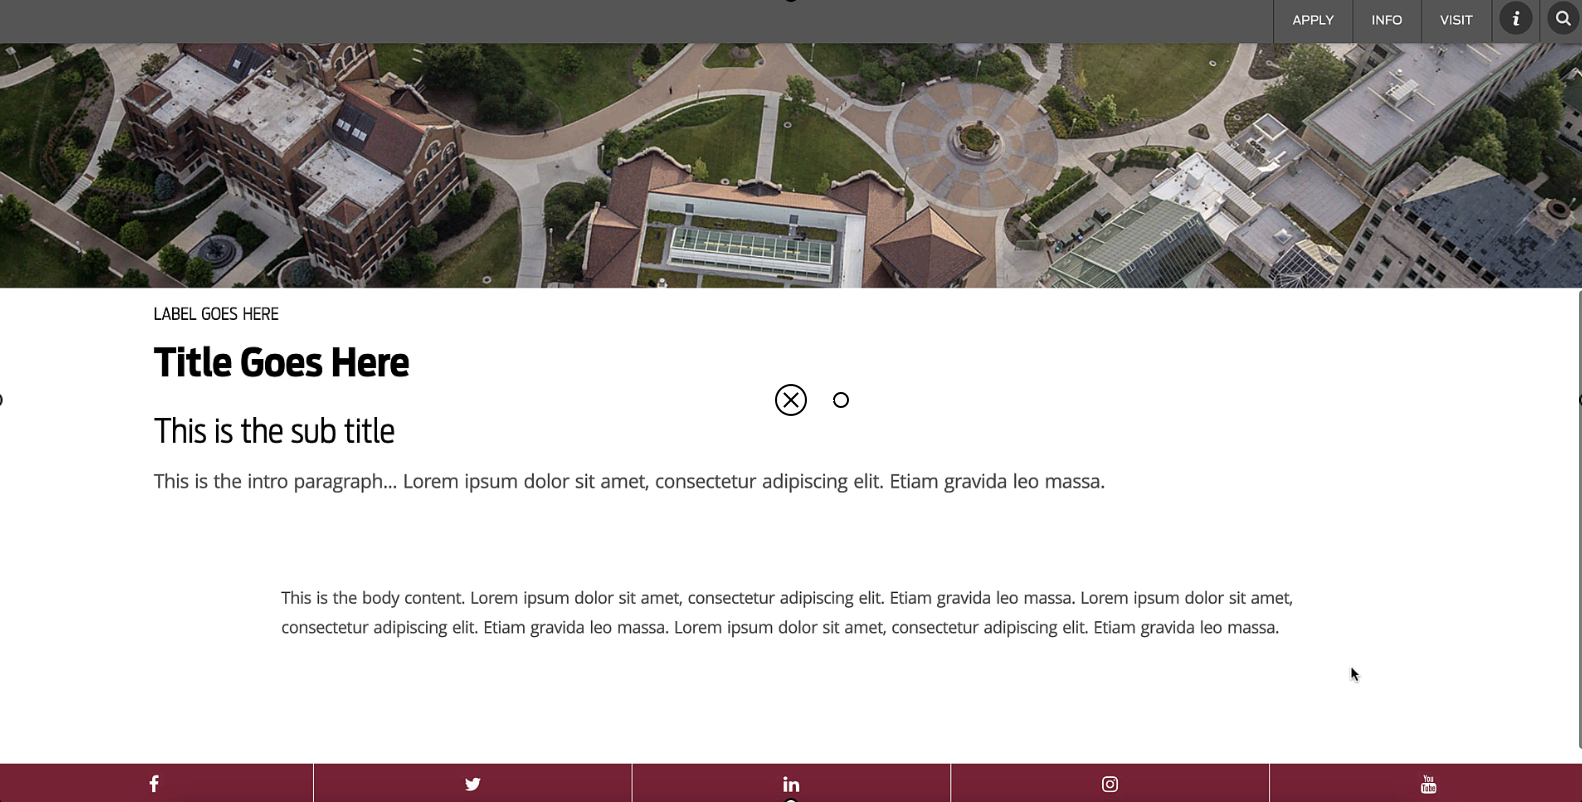 APPLY INFO VISIT
LABEL GOES HERE
Title Goes Here
This is the sub title
This is the intro paragraph... Lorem ipsum dolor sit amet, consectetur adipiscing elit. Etiam gravida leo massa.
This is the body content. Lorem ipsum dolor sit amet, consectetur adipiscing elit. Etiam gravida leo massa. Lorem ipsum dolor sit amet,
consectetur adipiscing elit. Etiam gravida leo massa. Lorem ipsum dolor sit amet, consectetur adipiscing elit. Etiam gravida leo massa.
You
Tube